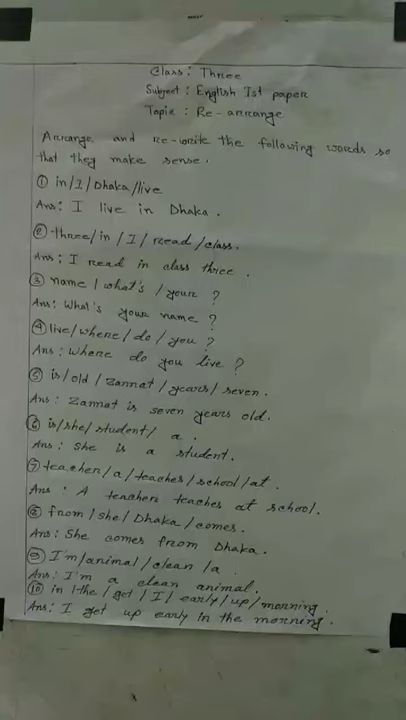 Class: Three
Subject: English 1st paper
Topic: Re-arrange
Arrange and re-write the following words so
that they make sense.
① in/I/Dhaka/live
Ans: I live in Dhaka.
② three/in/I/read/class.
Ans: I read in class three.
③ name/what's/your?
Ans: What's your name?
④ live/where/do/you?
Ans: Where do you live?
⑤ is/old/Zannat/years/seven.
Ans: Zannat is seven years old.
⑥ is/she/student/a.
Ans: She is a student.
⑦ teacher/a/teaches/school/at.
Ans: A teacher teaches at school.
⑧ from/she/Dhaka/comes.
Ans: She comes from Dhaka.
⑨ I'm/animal/clean/a
Ans: I'm a clean animal.
⑩ in/the/got/I/early/up/morning.
Ans: I got up early in the morning.